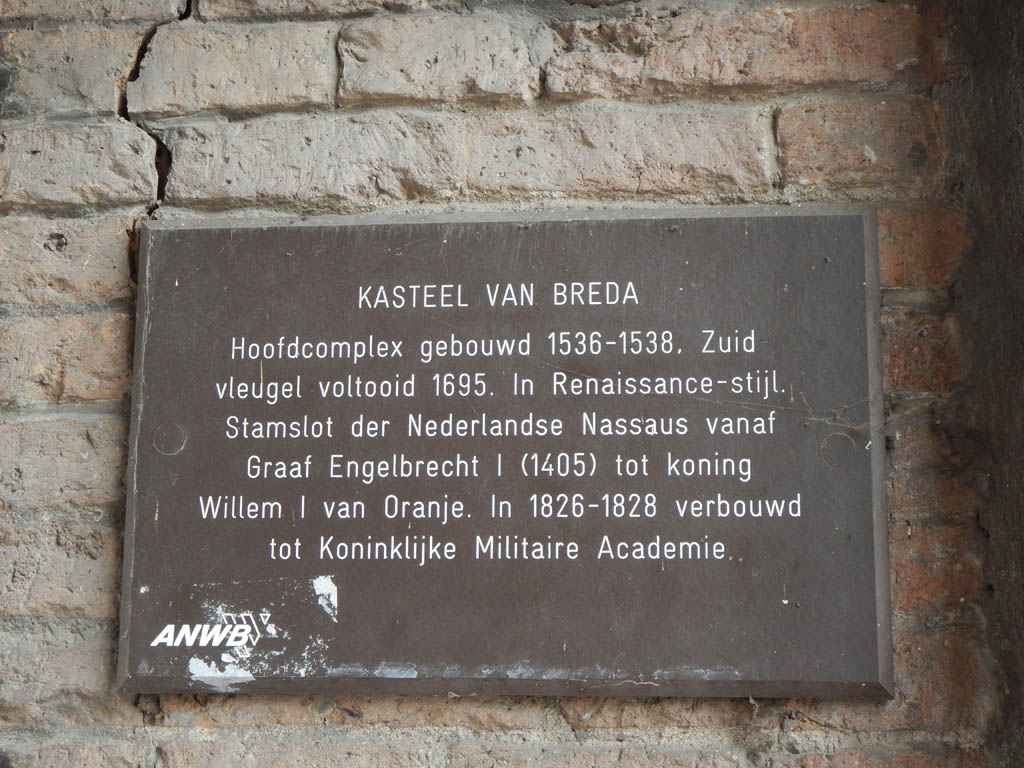 KASTEEL VAN BREDA
Hoofdcomplex gebouwd 1536-1538. Zuid
vleugel voltooid 1695. In Renaissance-stijl.
Stamslot der Nederlandse Nassaus vanaf
Graaf Engelbrecht I (1405) tot koning
Willem I van Oranje. In 1826-1828 verbouwd
tot Koninklijke Militaire Academie.
ANWB